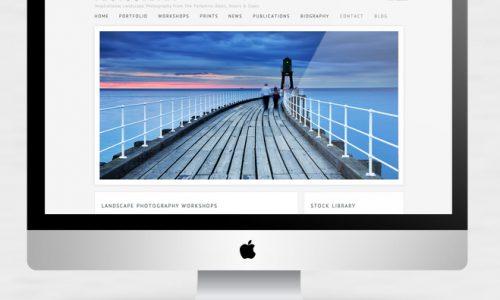 Inspirational Landscape Photography from the Yorkshire Dales, Moors & Coast
HOME PORTFOLIO WORKSHOPS PRINTS NEWS PUBLICATIONS BIOGRAPHY CONTACT BLOG
LANDSCAPE PHOTOGRAPHY WORKSHOPS
STOCK LIBRARY